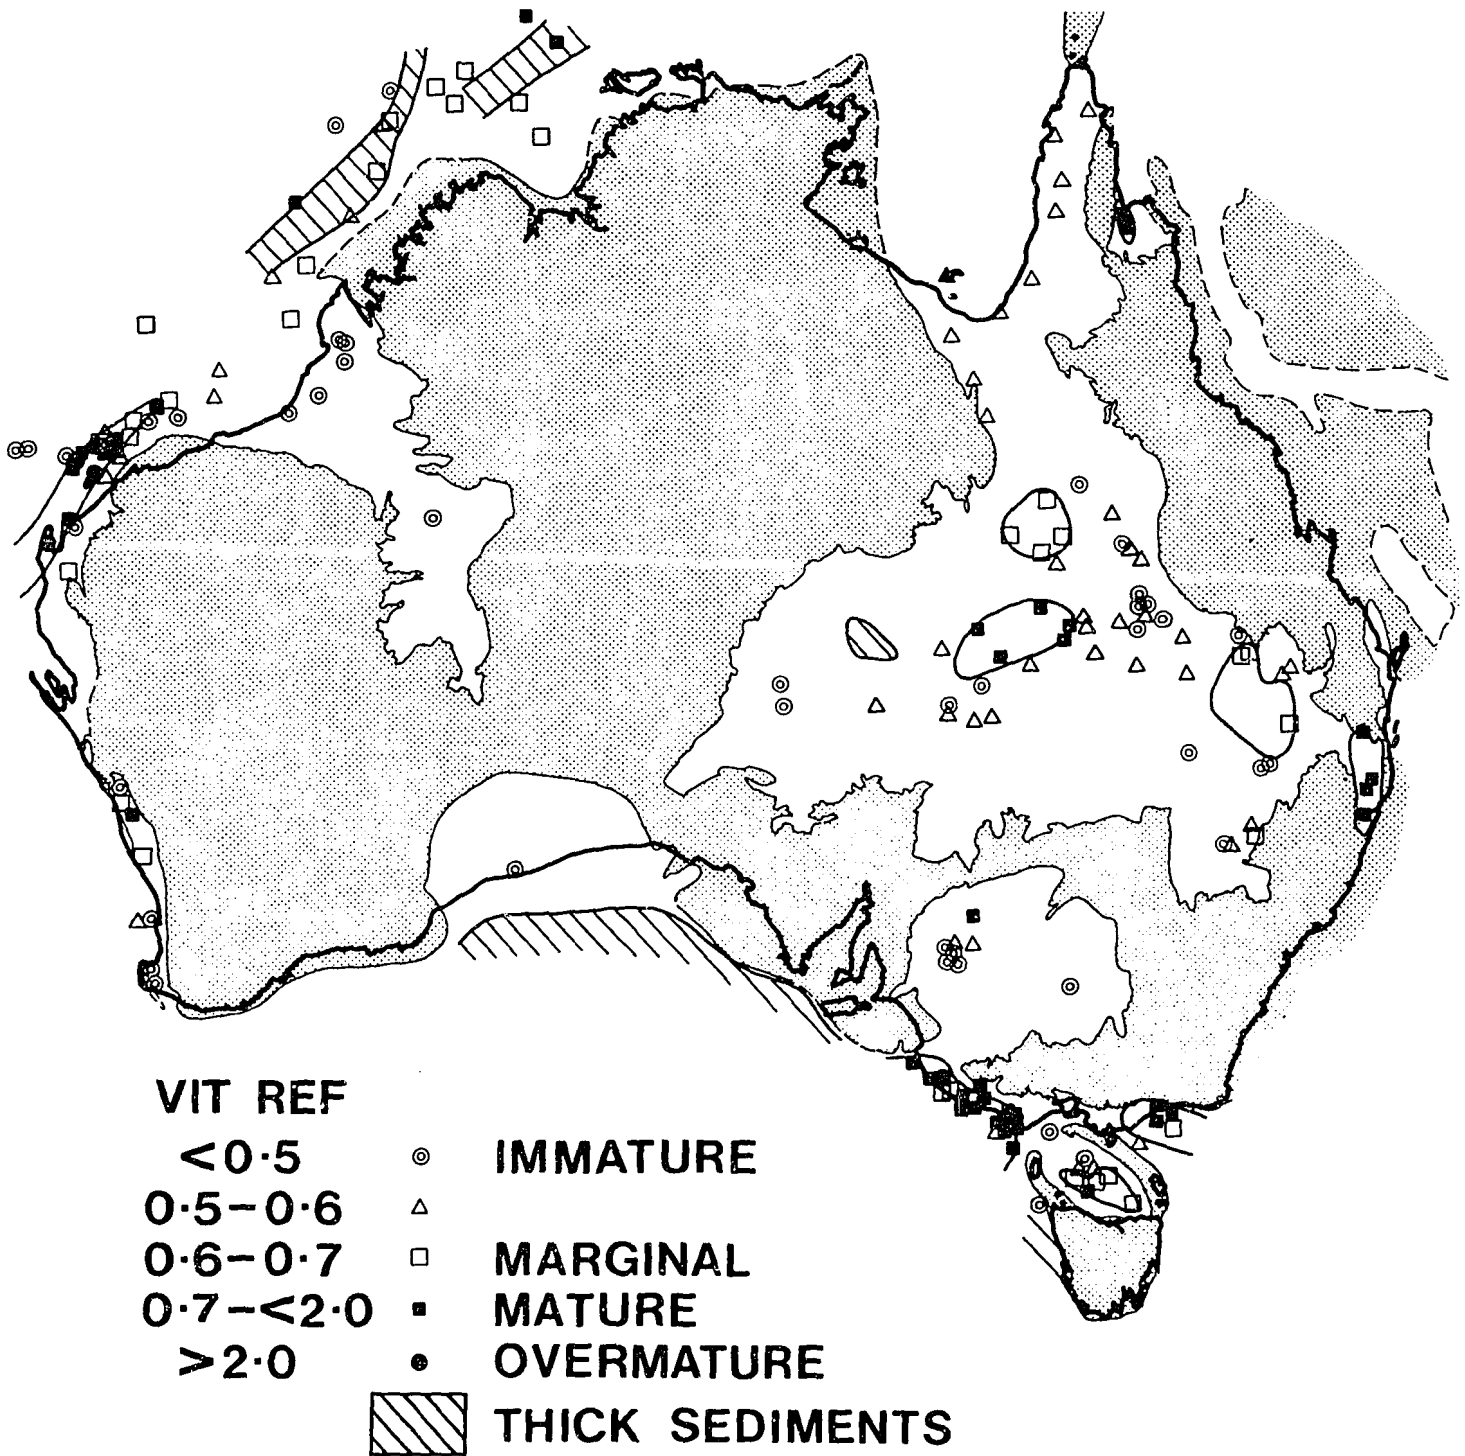 VIT REF
<0·5 IMMATURE
0·5-0·6
0·6-0·7 MARGINAL
0·7-<2·0 MATURE
>2·0 OVERMATURE
THICK SEDIMENTS